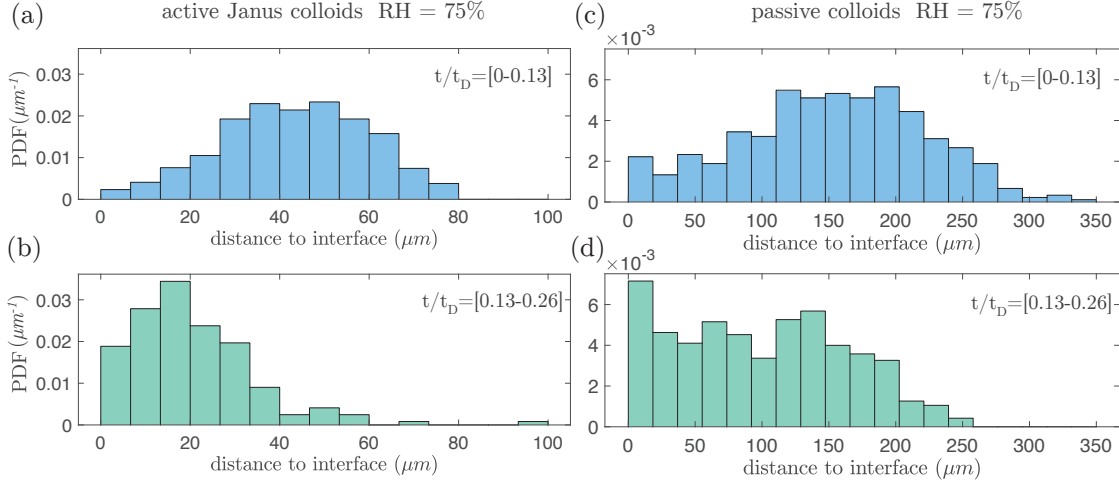 (a) active Janus colloids RH = 75%
t/t_D=[0-0.13]
PDF(μm⁻¹)
0.03
0.02
0.01
0
0 20 40 60 80 100
distance to interface (μm)
(c) passive colloids RH = 75%
×10⁻³
t/t_D=[0-0.13]
6
4
2
0
0 50 100 150 200 250 300 350
distance to interface (μm)
(b)
t/t_D=[0.13-0.26]
PDF(μm⁻¹)
0.03
0.02
0.01
0
0 20 40 60 80 100
distance to interface (μm)
(d)
×10⁻³
t/t_D=[0.13-0.26]
6
4
2
0
0 50 100 150 200 250 300 350
distance to interface (μm)